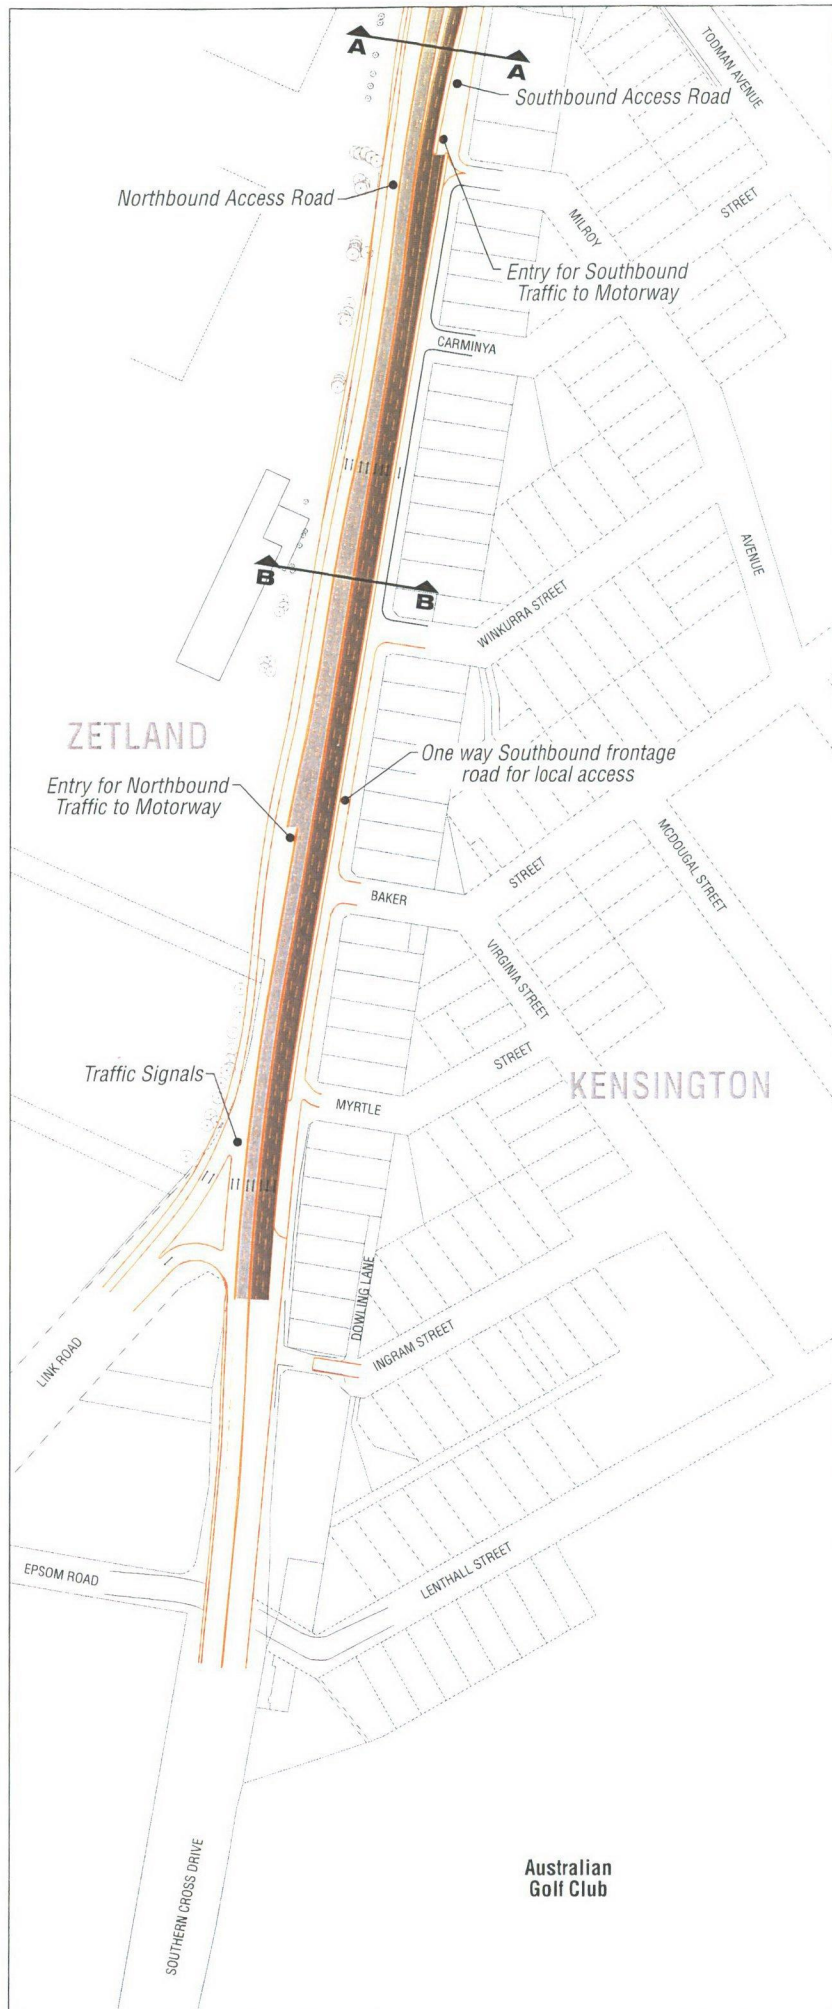 A
A
TODMAN AVENUE
Southbound Access Road
Northbound Access Road
MILROY
STREET
Entry for Southbound
Traffic to Motorway
CARMINYA
B
B
AVENUE
WINKURRA STREET
ZETLAND
One way Southbound frontage
road for local access
Entry for Northbound
Traffic to Motorway
MCDOUGAL STREET
STREET
BAKER
VIRGINIA STREET
STREET
Traffic Signals
KENSINGTON
MYRTLE
DOWLING LANE
INGRAM STREET
LINK ROAD
EPSOM ROAD
LENTHALL STREET
SOUTHERN CROSS DRIVE
Australian
Golf Club